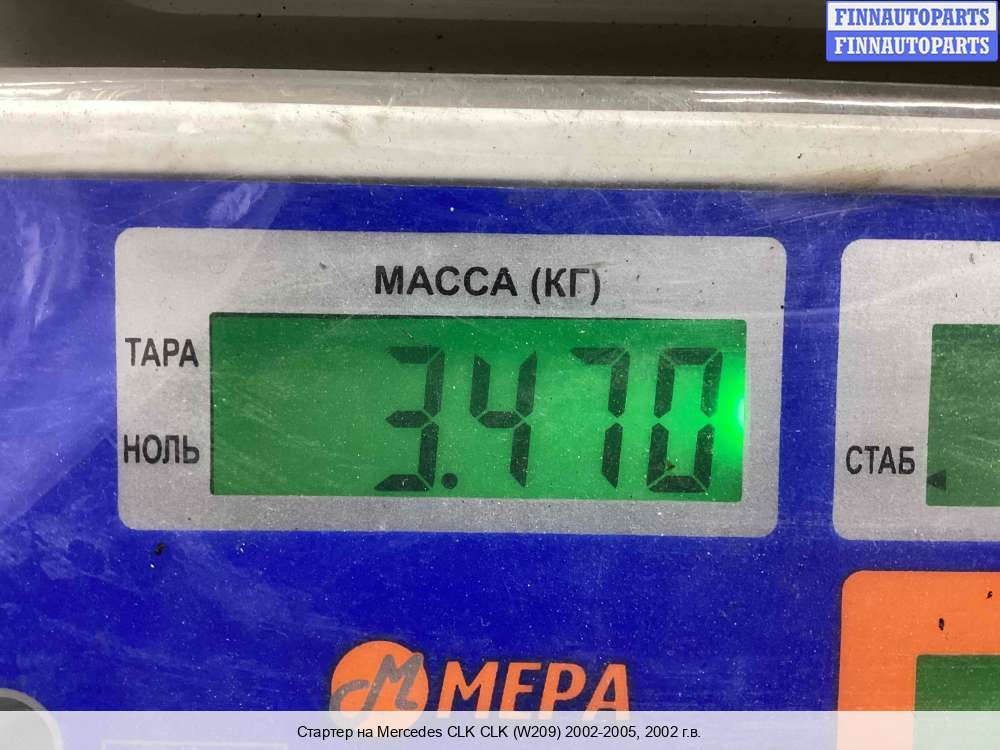 FINNAUTOPARTS
FINNAUTOPARTS
МАССА (КГ)
ТАРА
3.470
НОЛЬ
СТАБ
МЕРА
Стартер на Mercedes CLK CLK (W209) 2002-2005, 2002 г.в.